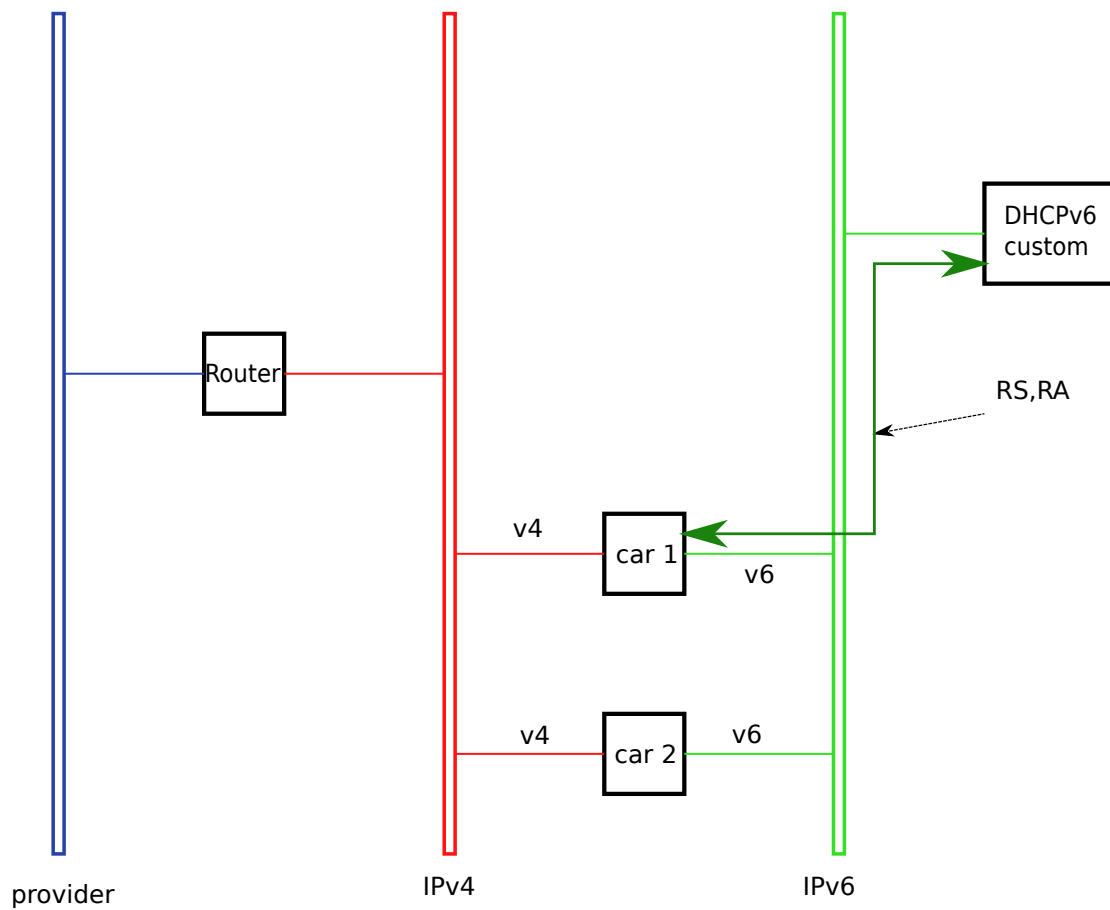 DHCPv6
custom
Router
RS,RA
v4
car 1
v6
v4
car 2
v6
provider
IPv4
IPv6